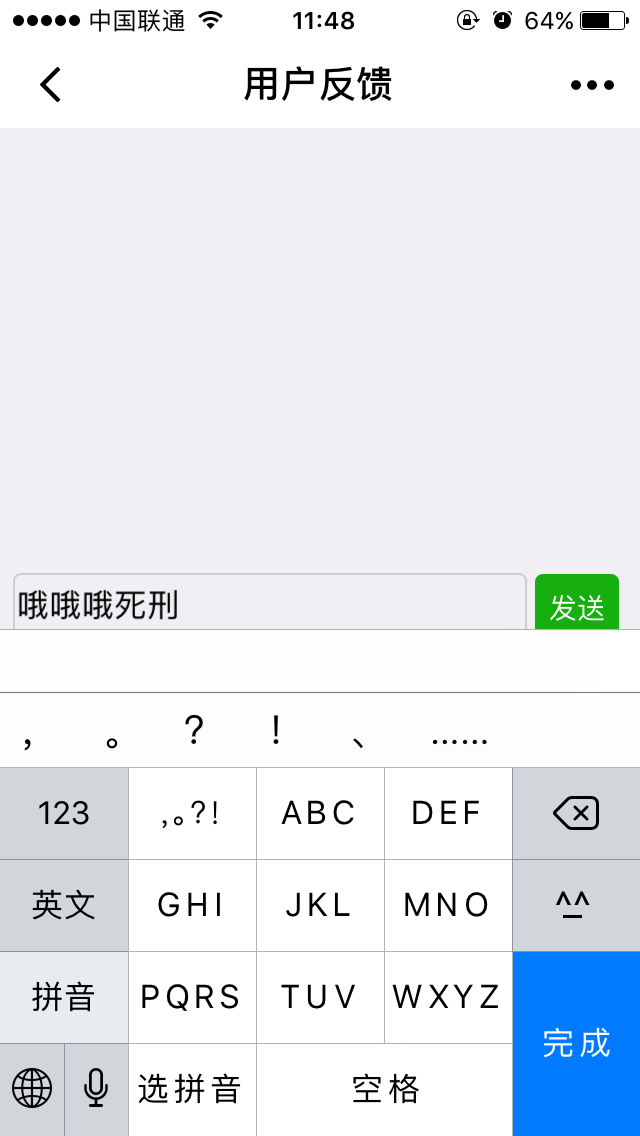 中国联通 11:48 64%
用户反馈
哦哦哦死刑 发送
， 。 ? ! 、 ……
123 ,。?! ABC DEF
英文 GHI JKL MNO ^^
拼音 PQRS TUV WXYZ
完成
选拼音 空格